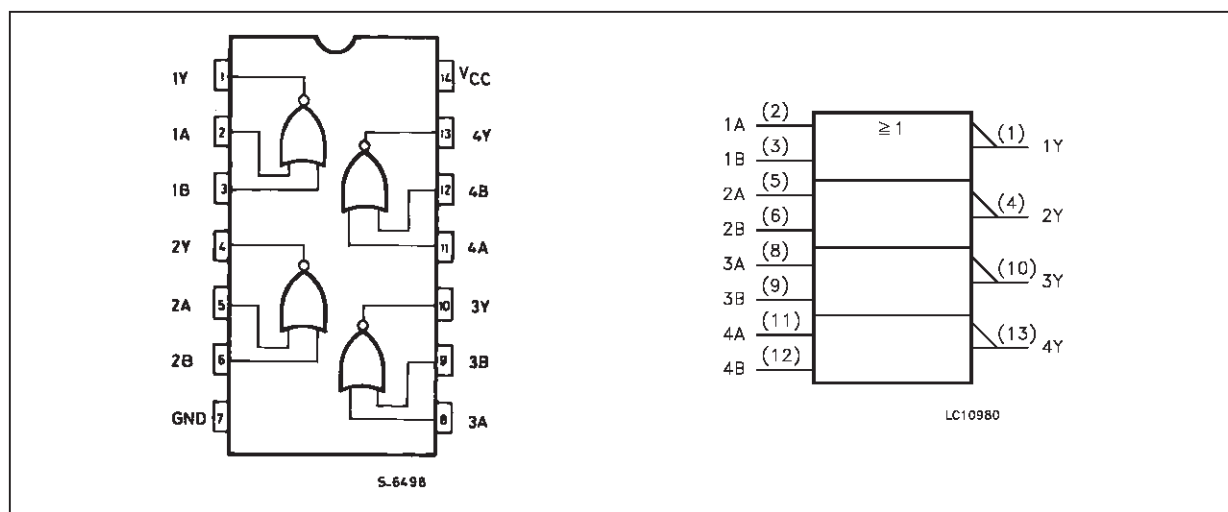 1Y 1 14 VCC
1A 2 13 4Y
1B 3 12 4B
2Y 4 11 4A
2A 5 10 3Y
2B 6 9 3B
GND 7 8 3A
S-6498
≧ 1
1A (2) (1) 1Y
1B (3)
2A (5) (4) 2Y
2B (6)
3A (8) (10) 3Y
3B (9)
4A (11) (13) 4Y
4B (12)
LC10980